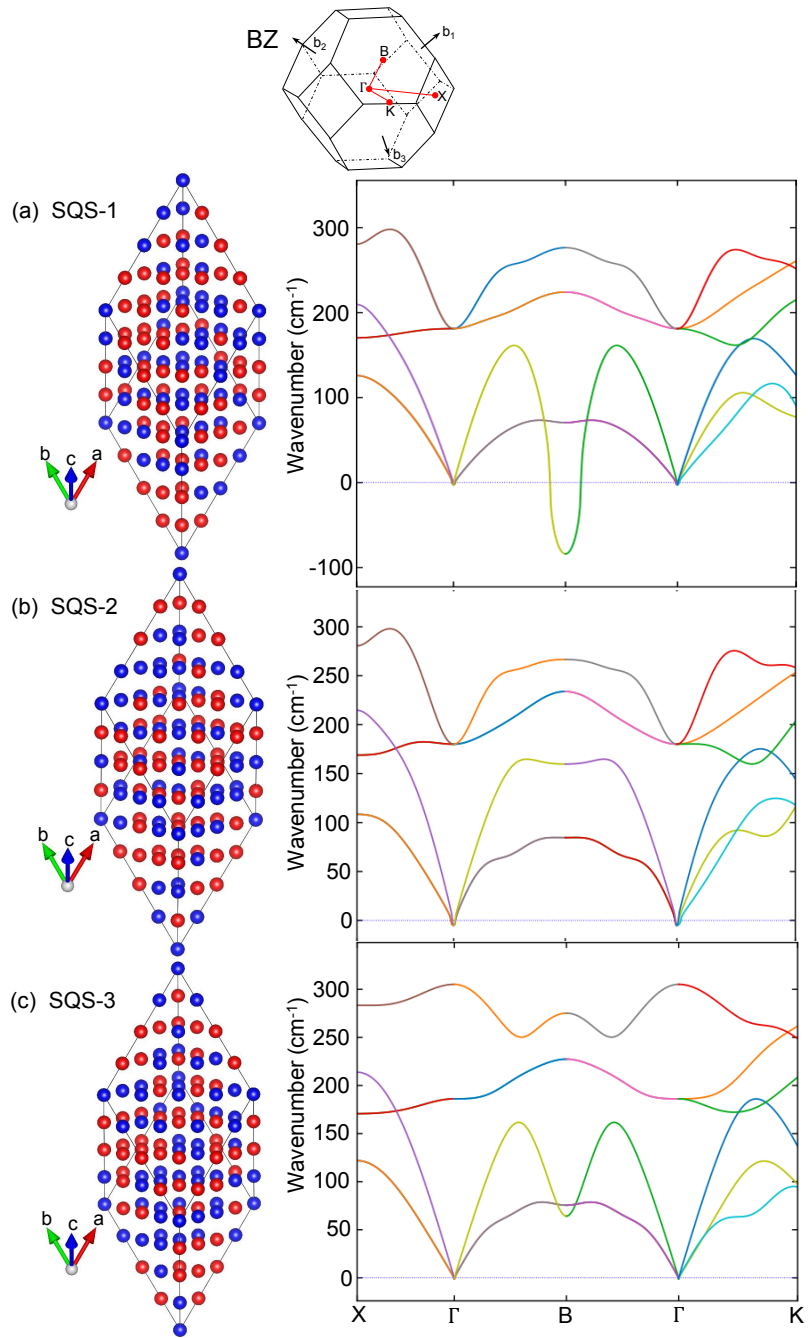 BZ
b₂
b₁
B
Γ
X
K
b₃
(a) SQS-1
b
c
a
Wavenumber (cm⁻¹)
300
200
100
0
-100
(b) SQS-2
b
c
a
Wavenumber (cm⁻¹)
300
250
200
150
100
50
0
(c) SQS-3
b
c
a
Wavenumber (cm⁻¹)
300
250
200
150
100
50
0
X Γ B Γ K